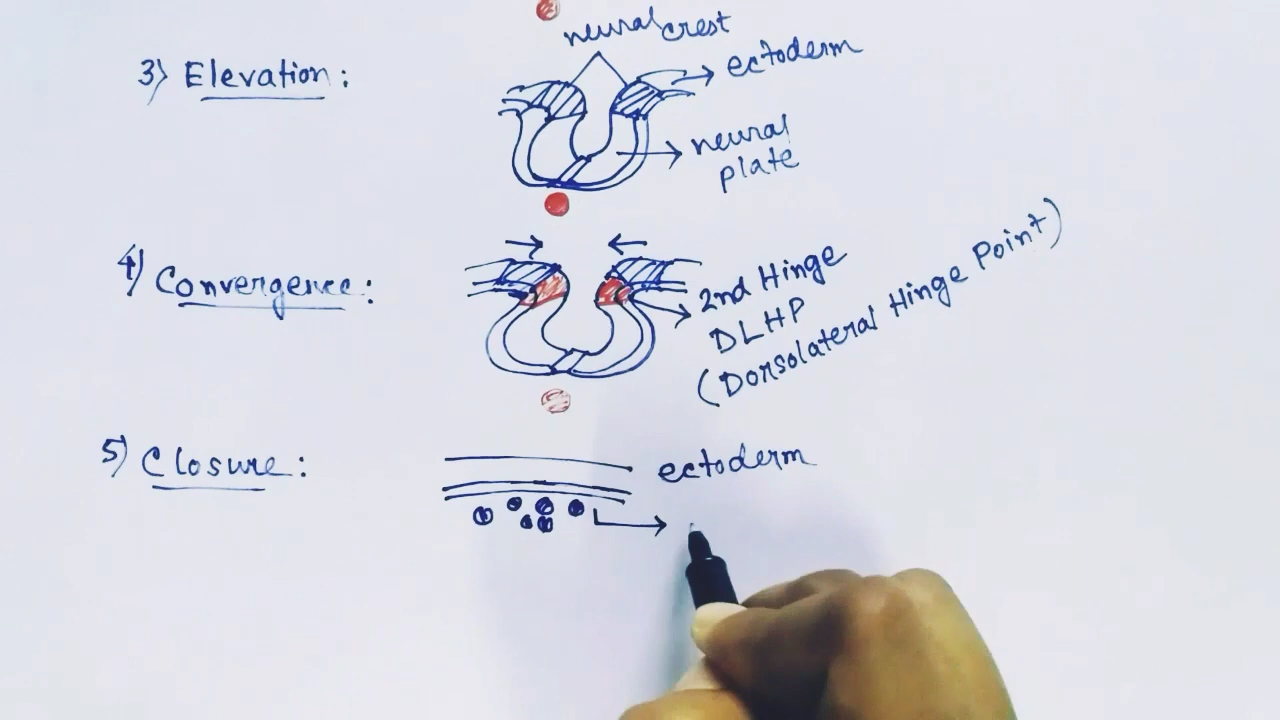 neural crest
3) Elevation:
ectoderm
neural
plate
4) Convergence:
2nd Hinge
DLHP
(Dorsolateral Hinge Point)
5) Closure:
ectoderm